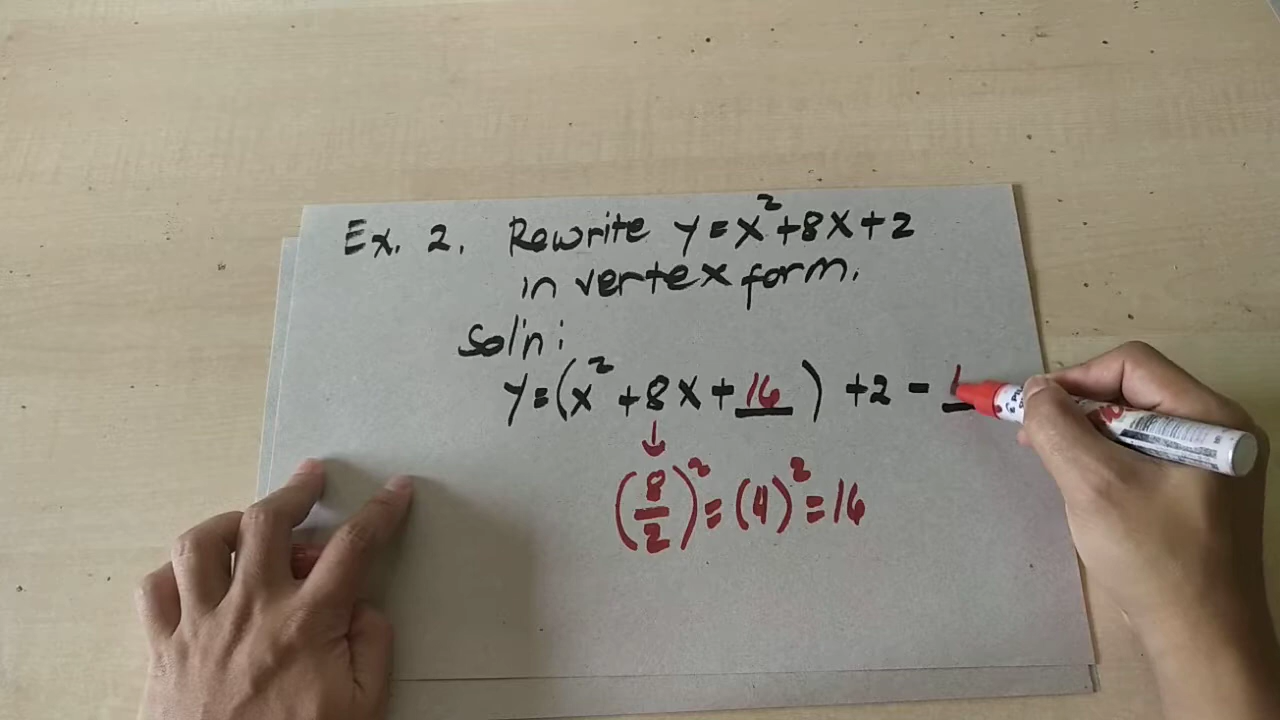 Ex. 2. Rewrite y=x²+8x+2
in vertex form.
Sol'n:
y=(x²+8x+16) +2-1
↓
(8/2)²=(4)²=16